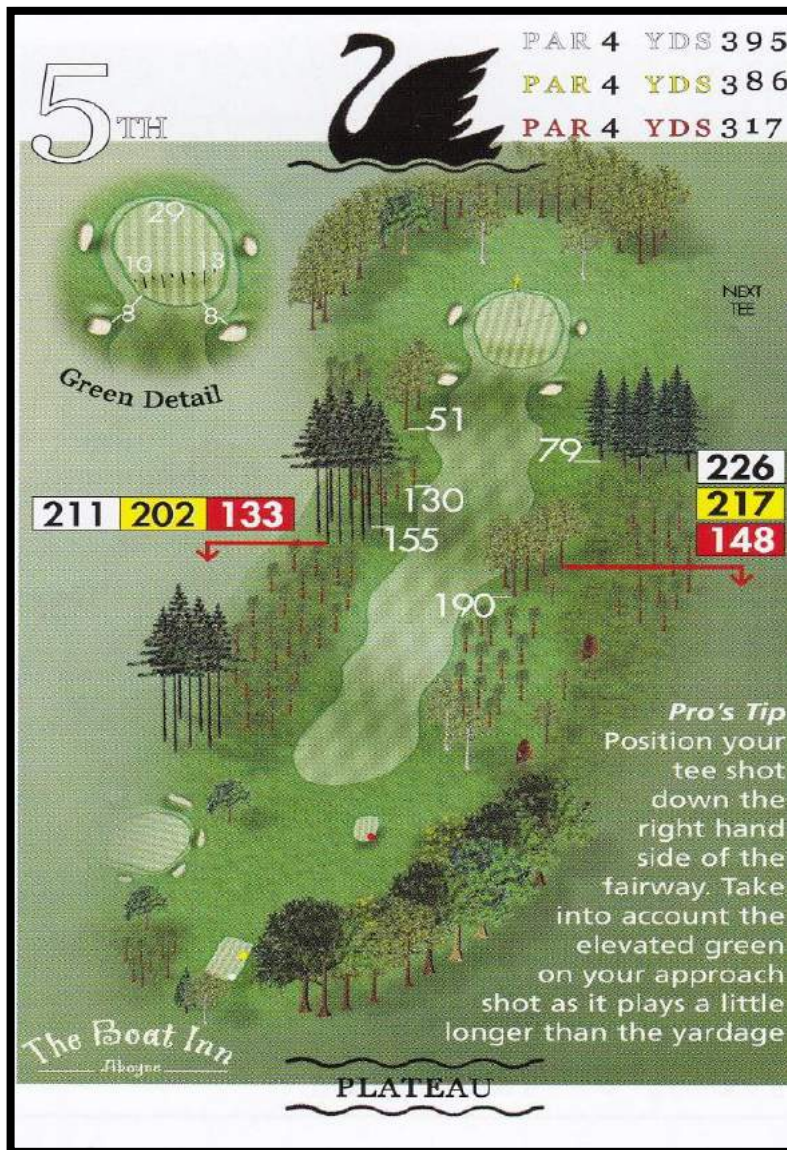 5TH
PAR 4 YDS 395
PAR 4 YDS 386
PAR 4 YDS 317
29
10 13
8 8
Green Detail
NEXT
TEE
51
79
130
155
190
211 202 133
226
217
148
Pro's Tip
Position your
tee shot
down the
right hand
side of the
fairway. Take
into account the
elevated green
on your approach
shot as it plays a little
longer than the yardage
The Boat Inn
Aboyne
PLATEAU